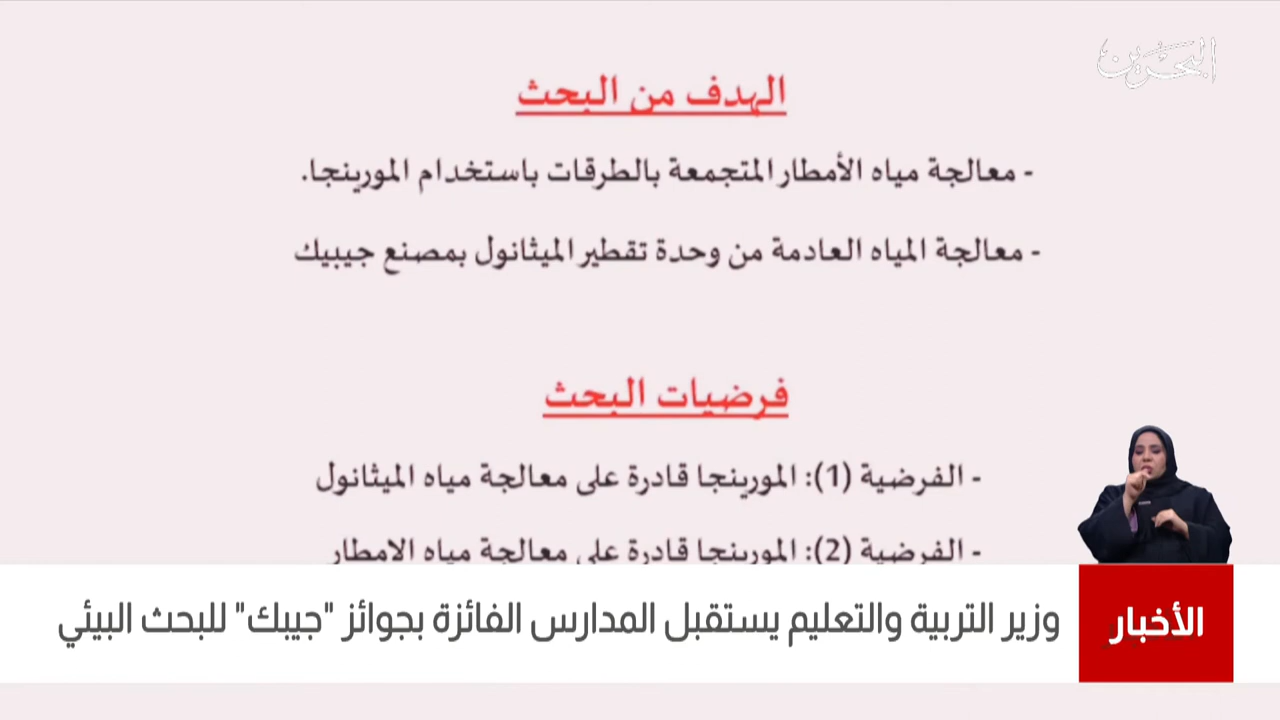 البحرين
الهدف من البحث
- معالجة مياه الأمطار المتجمعة بالطرقات باستخدام المورينجا.
- معالجة المياه العادمة من وحدة تقطير الميثانول بمصنع جيبيك
فرضيات البحث
- الفرضية (1): المورينجا قادرة على معالجة مياه الميثانول
- الفرضية (2): المورينجا قادرة على معالجة مياه الامطار
الأخبار
وزير التربية والتعليم يستقبل المدارس الفائزة بجوائز "جيبك" للبحث البيئي